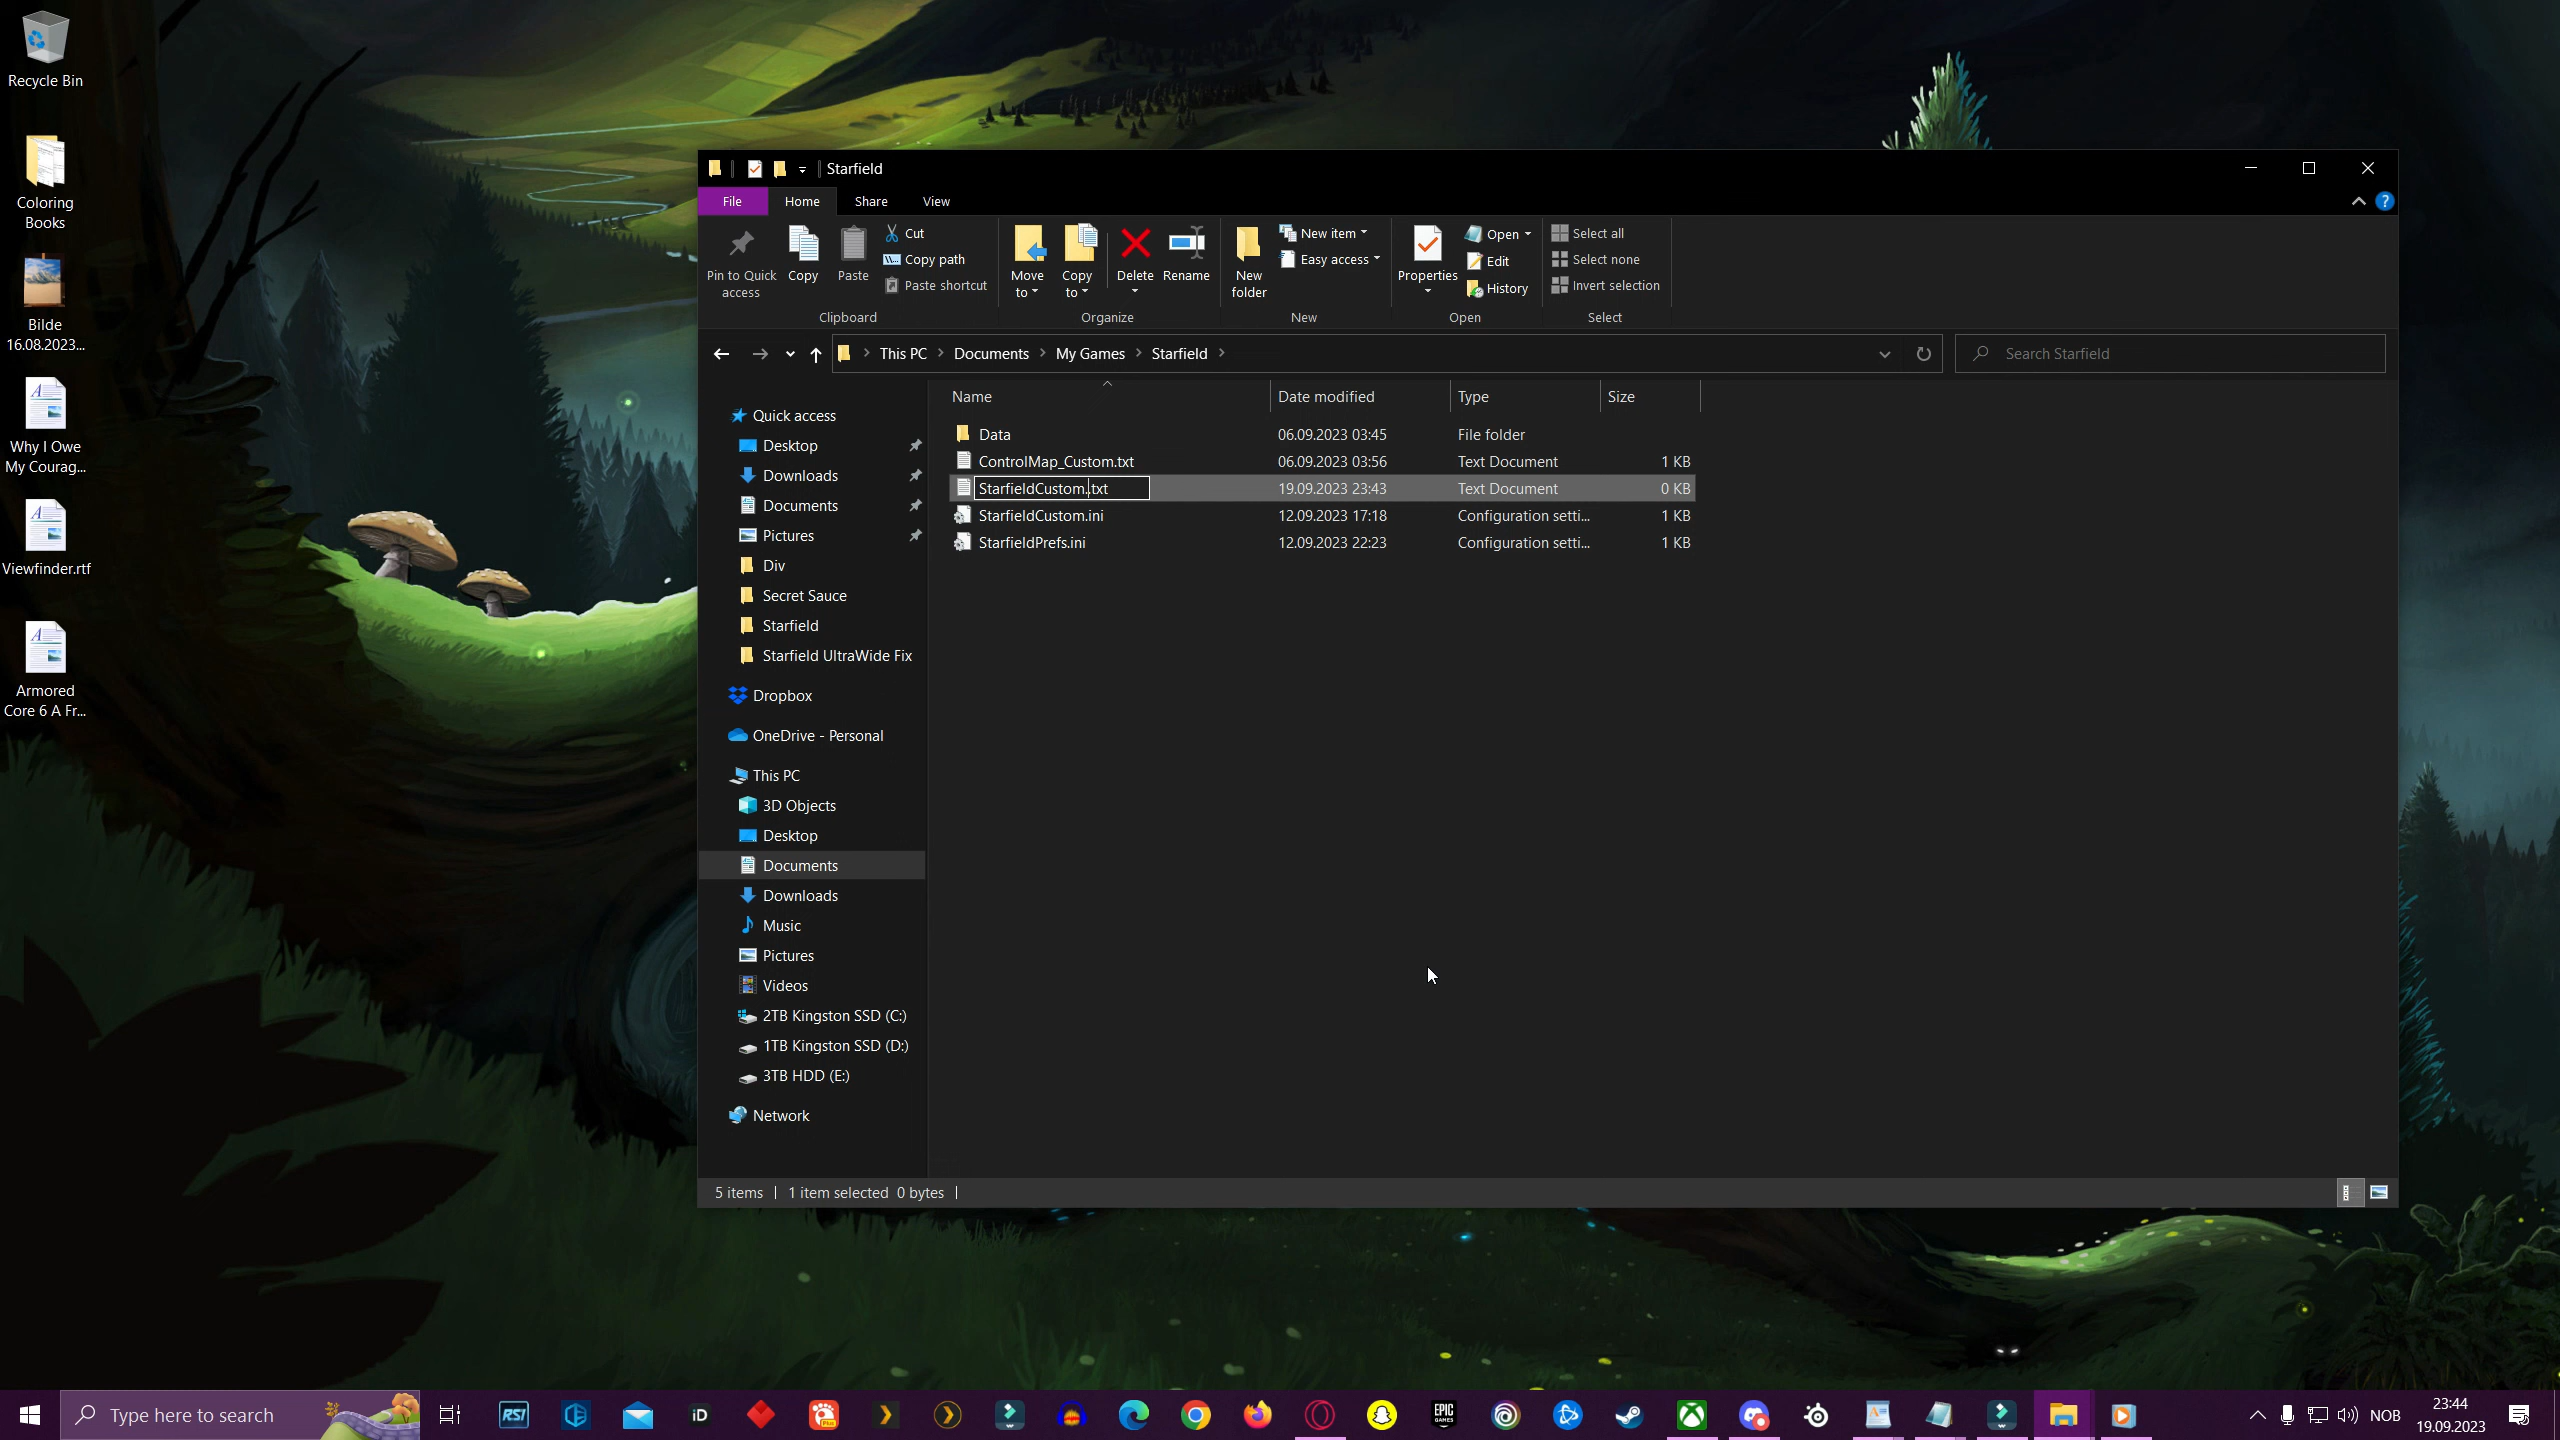 Recycle Bin
Coloring
Books
Bilde
16.08.2023...
Why I Owe
My Courag...
Viewfinder.rtf
Armored
Core 6 A Fr...
Starfield
File
Home
Share
View
Pin to Quick
access
Copy
Paste
Cut
Copy path
Paste shortcut
Clipboard
Move
to
Copy
to
Delete
Rename
Organize
New
folder
New item
Easy access
New
Properties
Open
Edit
History
Open
Select all
Select none
Invert selection
Select
This PC
Documents
My Games
Starfield
Search Starfield
Quick access
Desktop
Downloads
Documents
Pictures
Div
Secret Sauce
Starfield
Starfield UltraWide Fix
Dropbox
OneDrive - Personal
This PC
3D Objects
Desktop
Documents
Downloads
Music
Pictures
Videos
2TB Kingston SSD (C:)
1TB Kingston SSD (D:)
3TB HDD (E:)
Network
Name Date modified Type Size
Data 06.09.2023 03:45 File folder
ControlMap_Custom.txt 06.09.2023 03:56 Text Document 1 KB
StarfieldCustom..txt 19.09.2023 23:43 Text Document 0 KB
StarfieldCustom.ini 12.09.2023 17:18 Configuration setti... 1 KB
StarfieldPrefs.ini 12.09.2023 22:23 Configuration setti... 1 KB
5 items 1 item selected 0 bytes
Type here to search
RSI
iD
EPIC
GAMES
NOB
23:44
19.09.2023